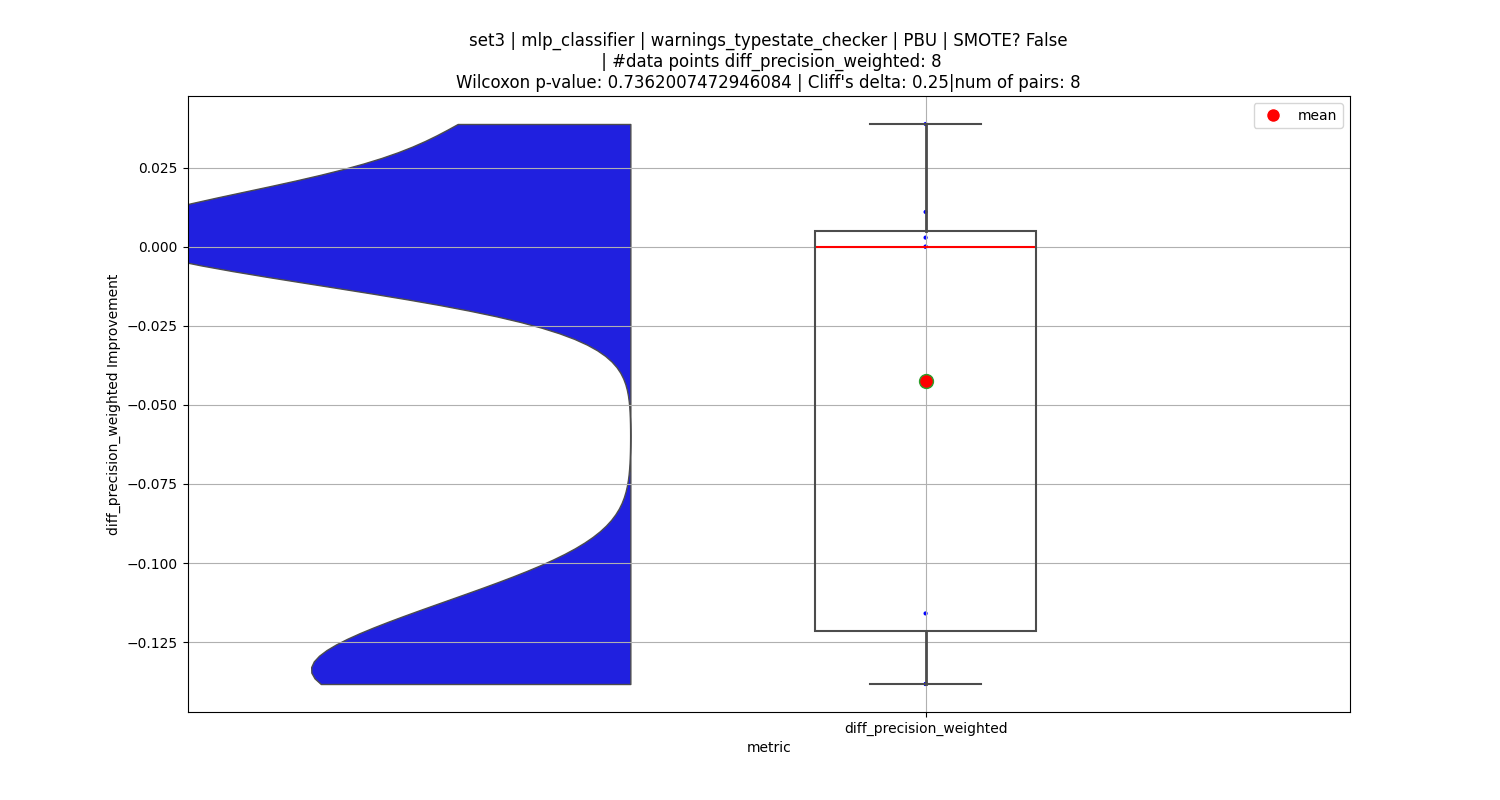 set3 | mlp_classifier | warnings_typestate_checker | PBU | SMOTE? False
| #data points diff_precision_weighted: 8
Wilcoxon p-value: 0.7362007472946084 | Cliff's delta: 0.25|num of pairs: 8
mean
0.025
0.000
−0.025
−0.050
−0.075
−0.100
−0.125
diff_precision_weighted Improvement
diff_precision_weighted
metric